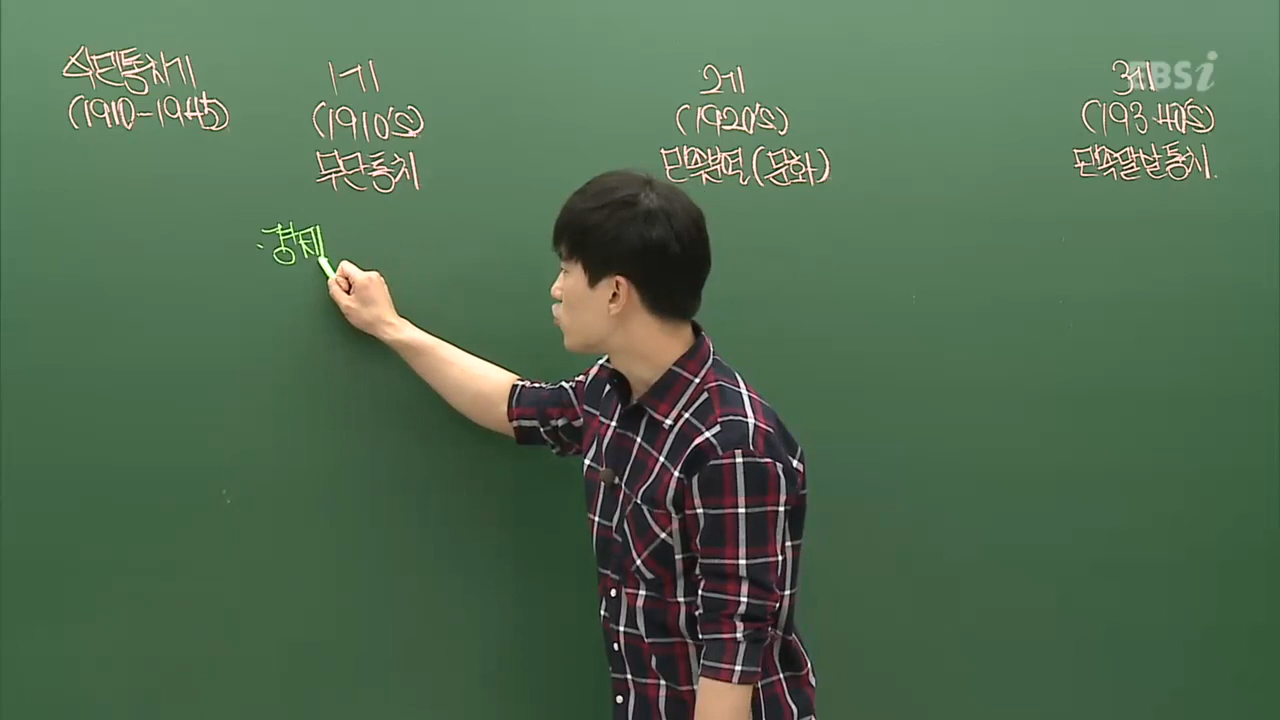 식민통치기
(1910-1945)
1기
(1910's)
무단통치
2기
(1920's)
민족분열(문화)
3기
(193·40's)
민족말살통치
·경제
EBSi